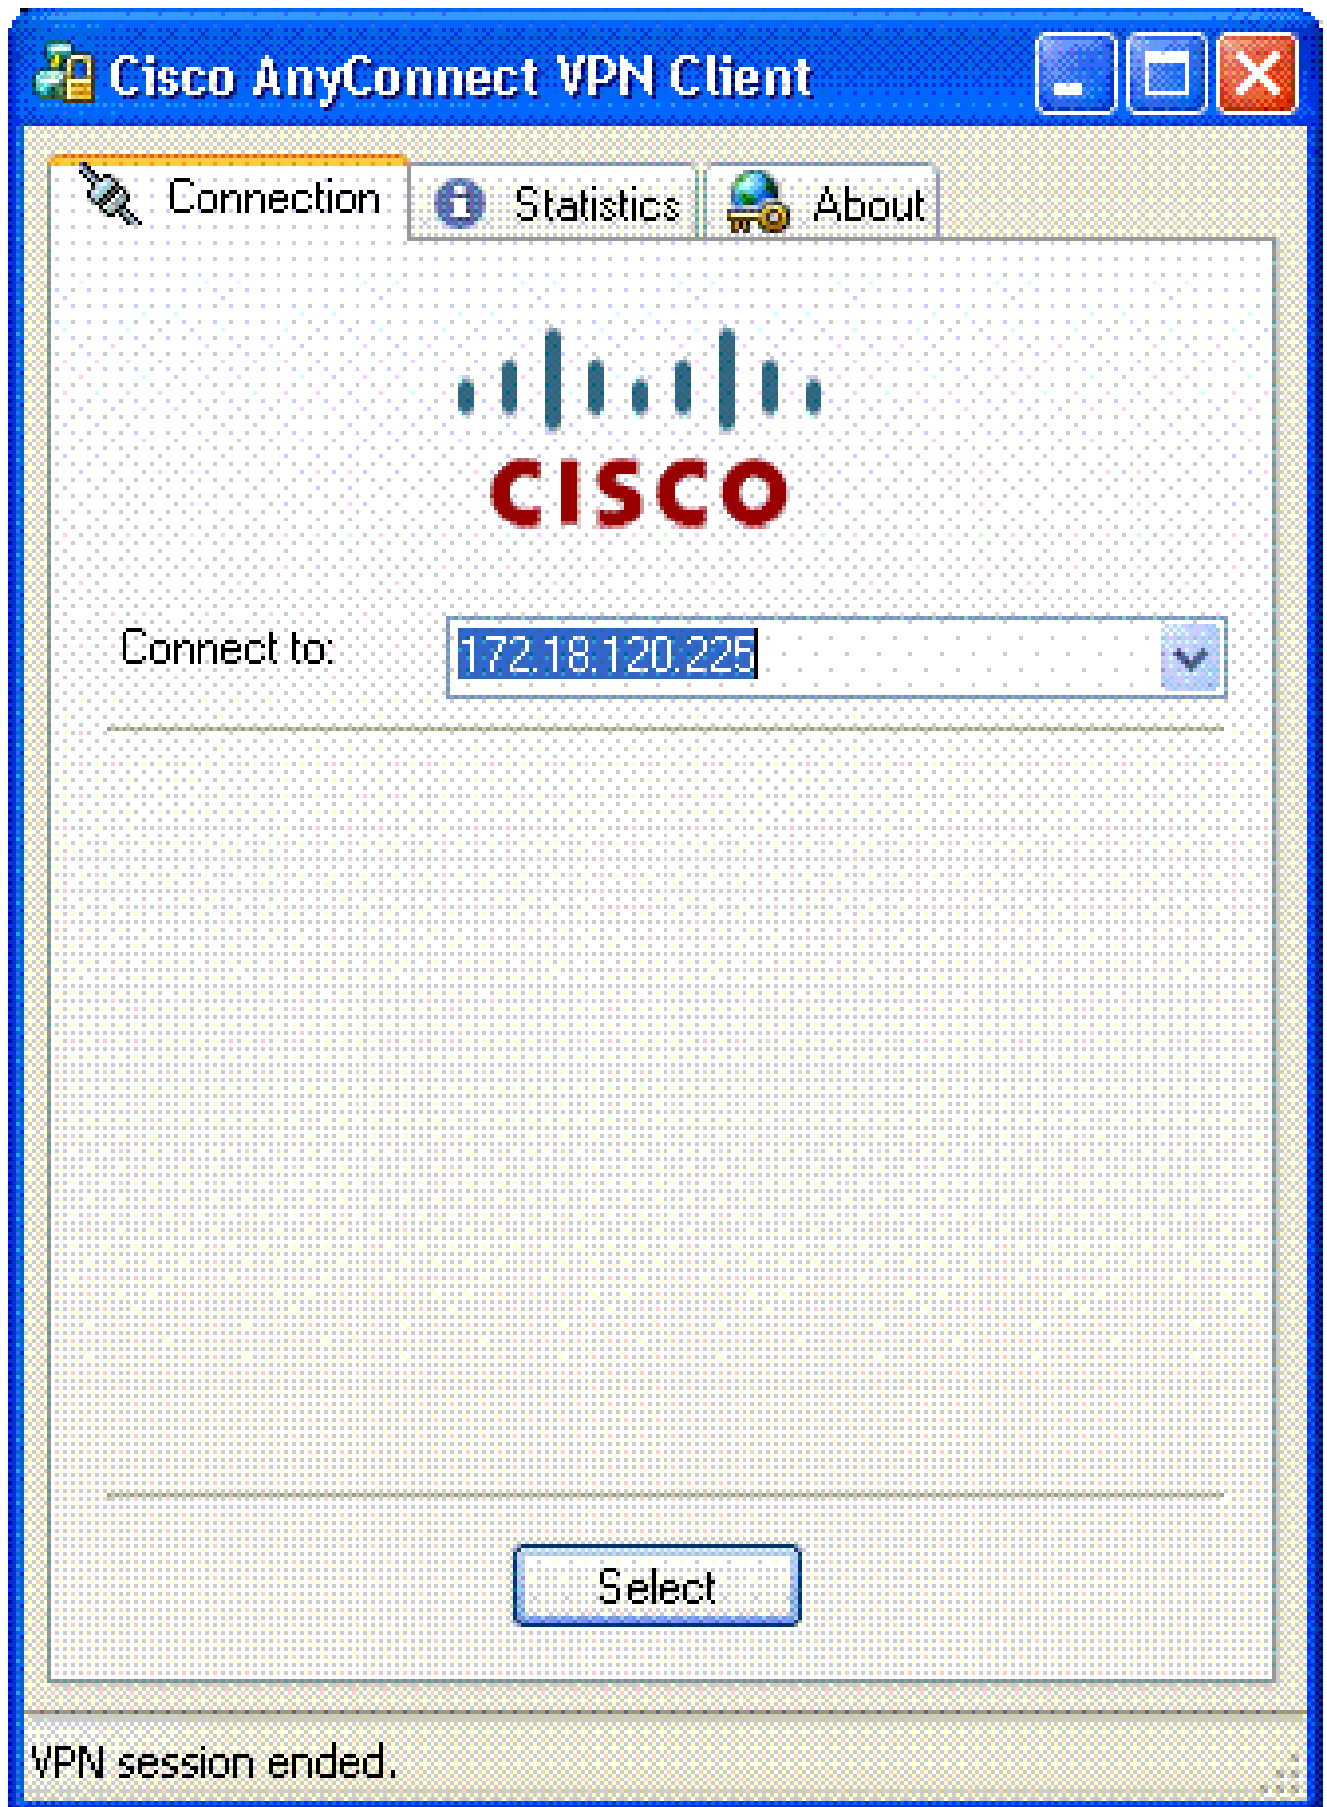 Cisco AnyConnect VPN Client
Connection Statistics About
CISCO
Connect to: 172.18.120.225
Select
VPN session ended.